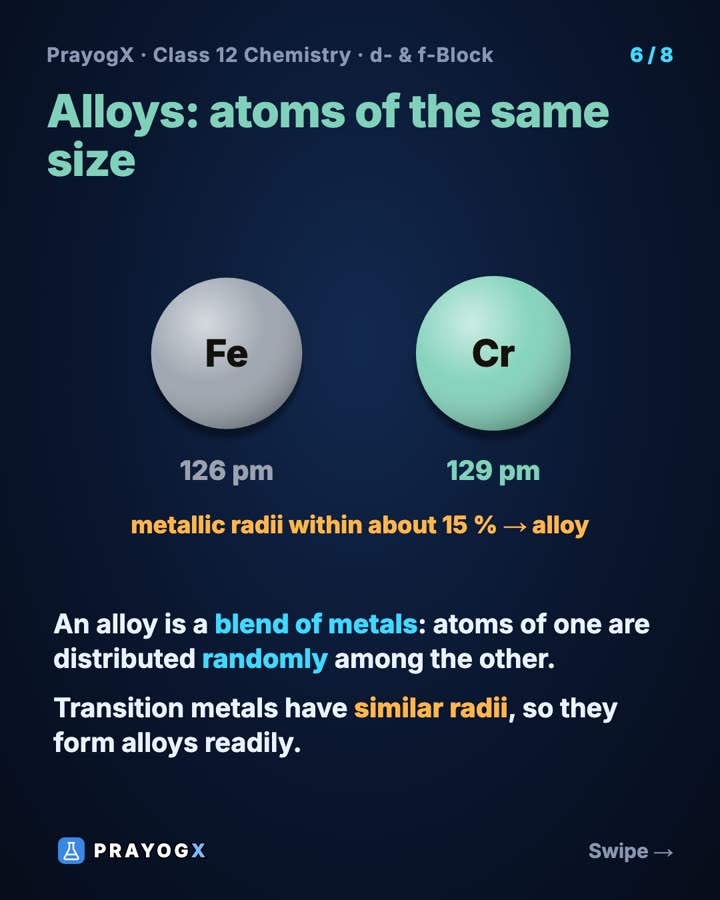 PrayogX · Class 12 Chemistry · d- & f-Block
6 / 8
Alloys: atoms of the same
size
Fe
Cr
126 pm
129 pm
metallic radii within about 15 % → alloy
An alloy is a blend of metals: atoms of one are
distributed randomly among the other.
Transition metals have similar radii, so they
form alloys readily.
PRAYOGX
Swipe →